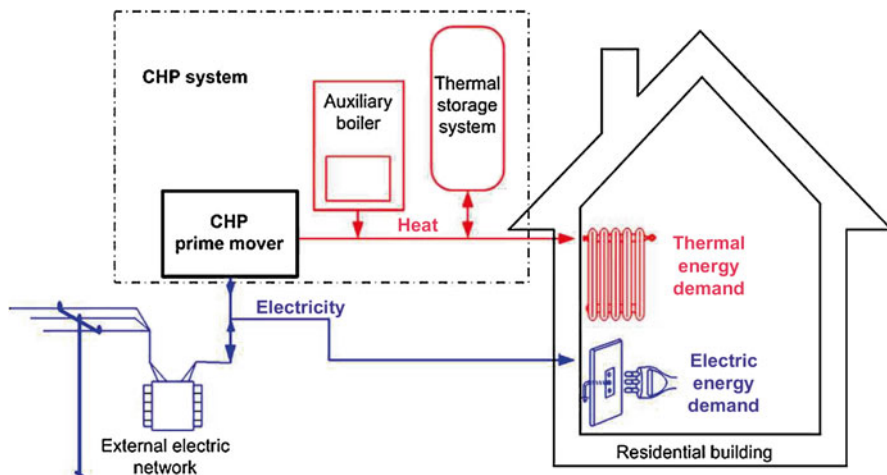 CHP system
Auxiliary
boiler
Thermal
storage
system
CHP
prime mover
Heat
Thermal
energy
demand
Electricity
Electric
energy
demand
External electric
network
Residential building